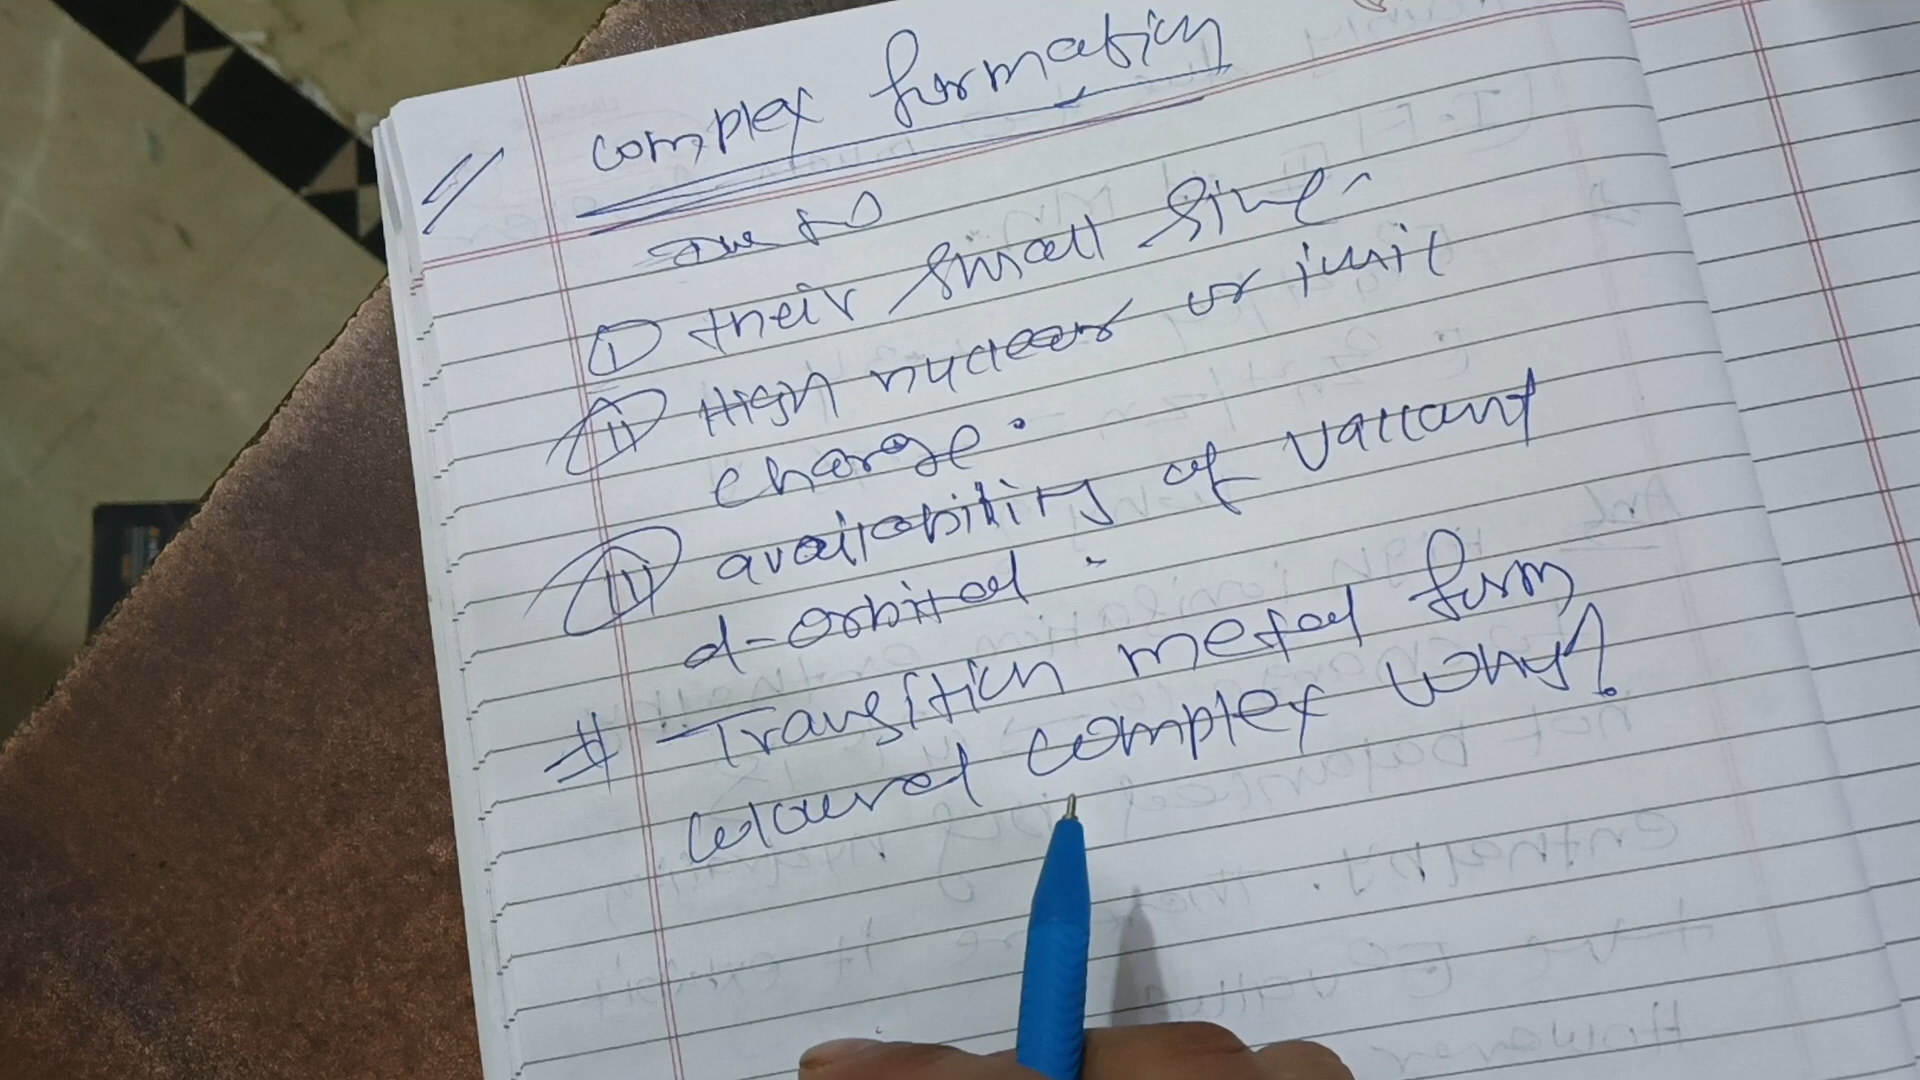 complex formation
Due to
(i) their small size.
(ii) High nuclear or ionic
charge.
(iii) availability of vaccant
d-orbital.
# Transition metal form
coloured complex why?